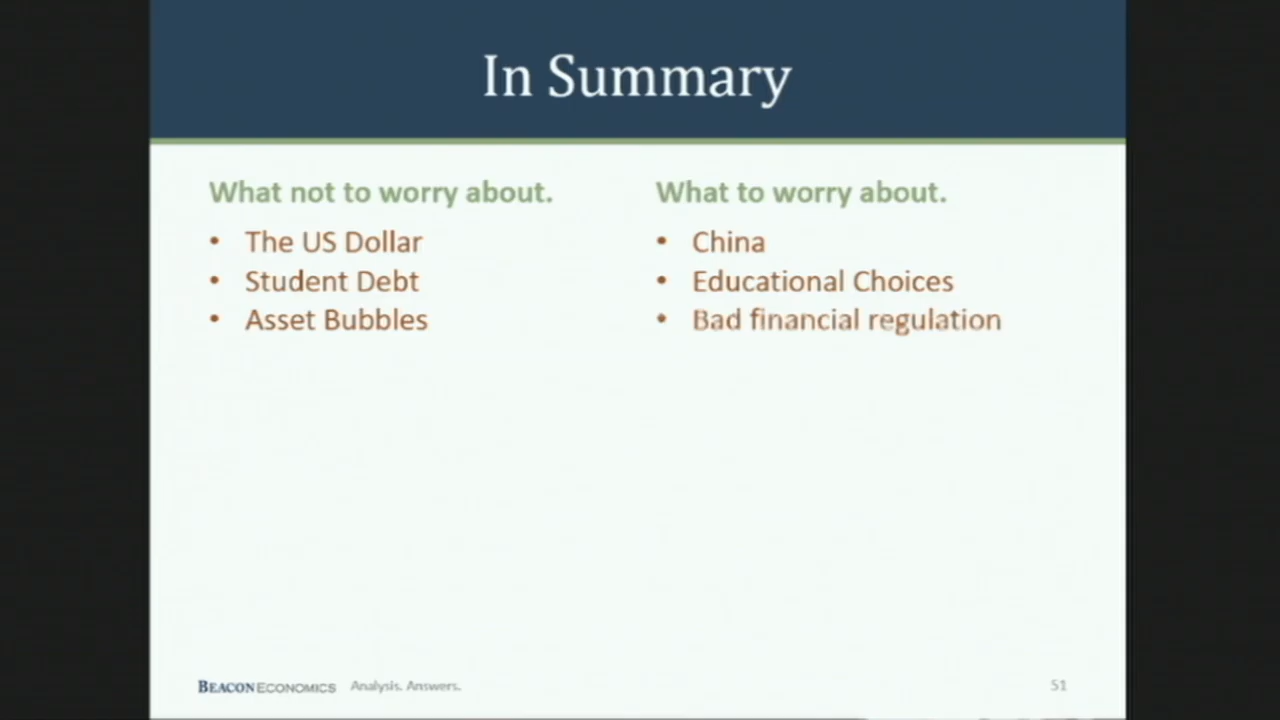 In Summary
What not to worry about.
• The US Dollar
• Student Debt
• Asset Bubbles
What to worry about.
• China
• Educational Choices
• Bad financial regulation
BEACONECONOMICS Analysis. Answers.
51